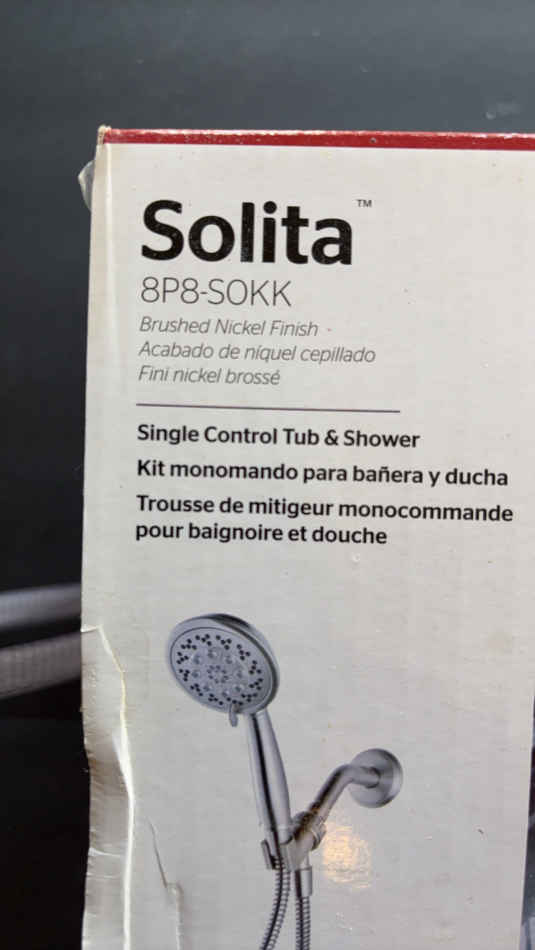 Solita™
8P8-SOKK
Brushed Nickel Finish -
Acabado de níquel cepillado
Fini nickel brossé
Single Control Tub & Shower
Kit monomando para bañera y ducha
Trousse de mitigeur monocommande
pour baignoire et douche